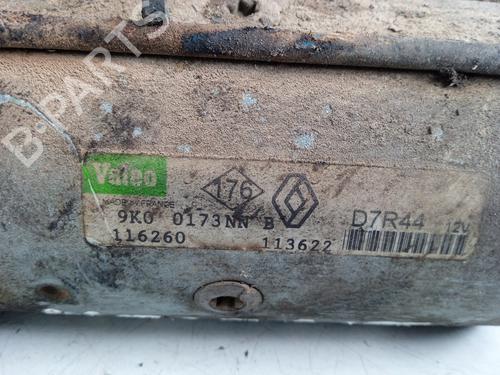 B-PARTS
Valeo
176
MADE IN FRANCE
9K0 0173NN B
D7R44
12V
116260
113622